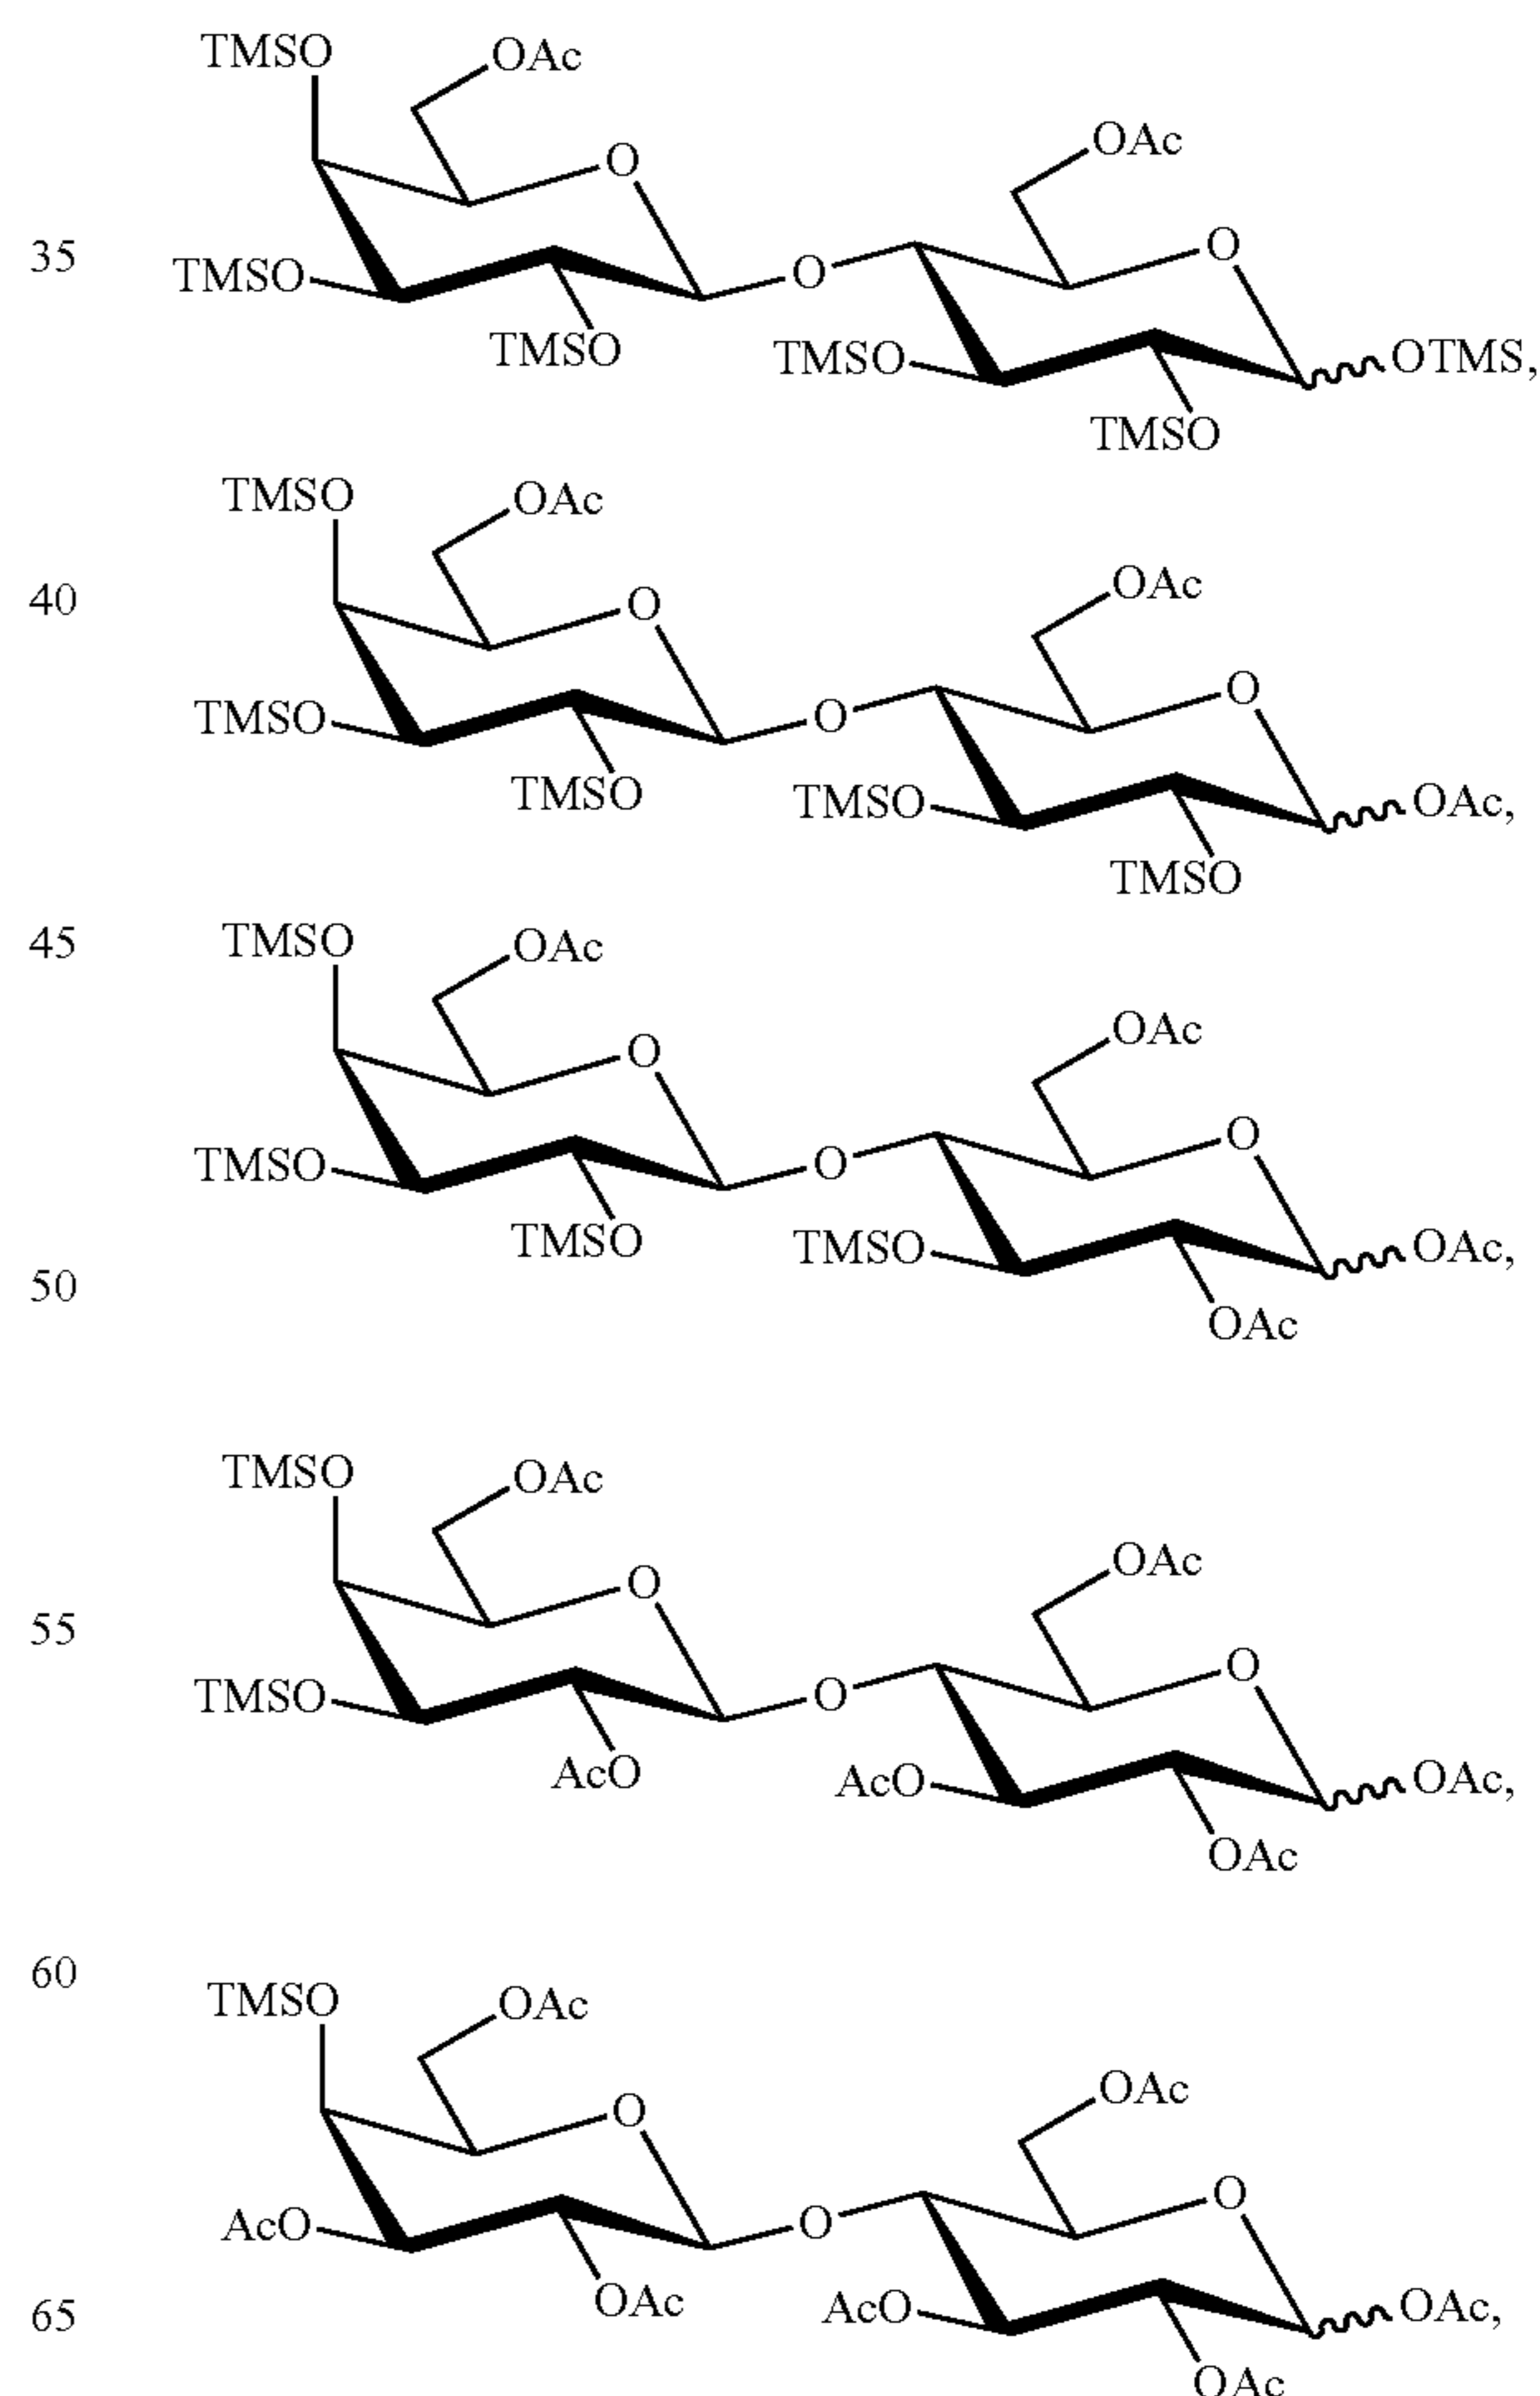 TMSO OAc
O OAc
35 O
TMSO O
TMSO TMSO OTMS,
TMSO
TMSO OAc
40 O OAc
O
TMSO O
TMSO TMSO OAc,
TMSO
45 TMSO OAc
O OAc
O
TMSO O
TMSO TMSO OAc,
50 OAc
TMSO OAc
O OAc
55 O
TMSO O
AcO AcO OAc,
OAc
60 TMSO OAc
O OAc
O
AcO O
65 OAc AcO OAc,
OAc